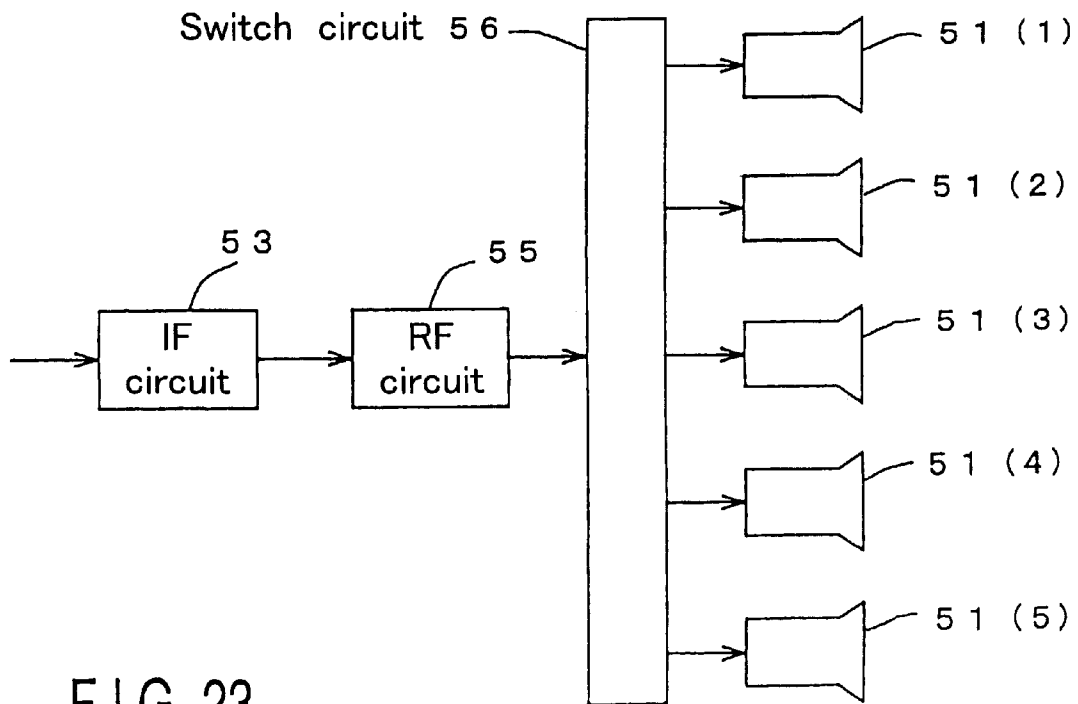 Switch circuit 56
51 (1)
51 (2)
53
55
IF
circuit
RF
circuit
51 (3)
51 (4)
51 (5)
FIG. 23